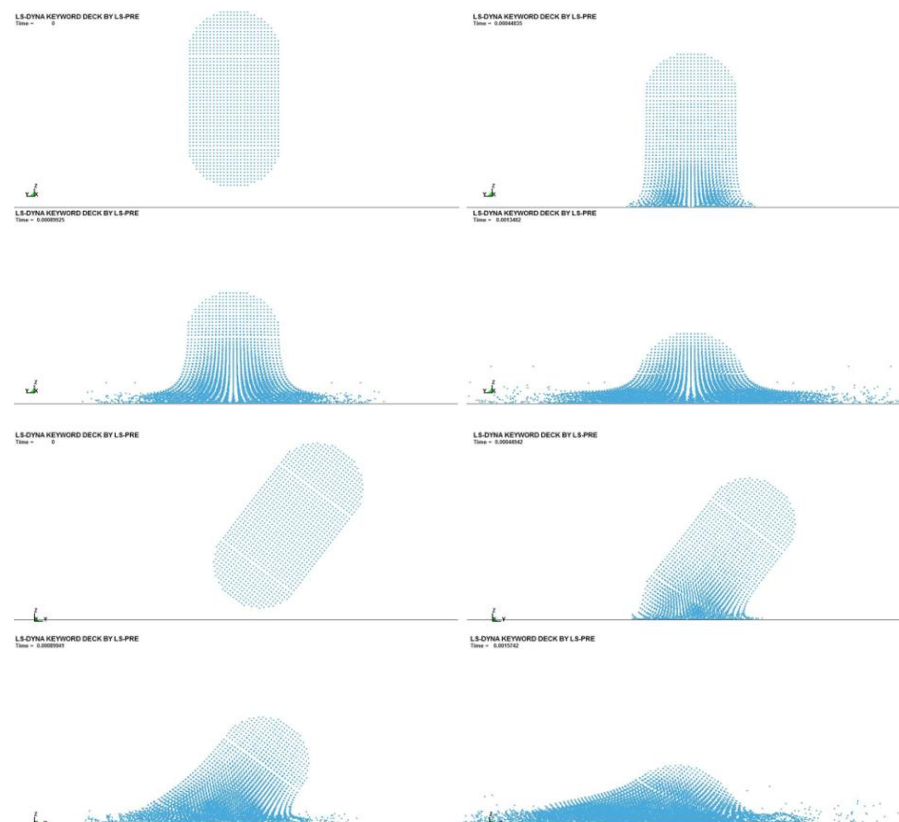 LS-DYNA KEYWORD DECK BY LS-PRE
Time = 0
LS-DYNA KEYWORD DECK BY LS-PRE
Time = 0.00044835
LS-DYNA KEYWORD DECK BY LS-PRE
Time = 0.00089925
LS-DYNA KEYWORD DECK BY LS-PRE
Time = 0.0013482
LS-DYNA KEYWORD DECK BY LS-PRE
Time = 0
LS-DYNA KEYWORD DECK BY LS-PRE
Time = 0.00044942
LS-DYNA KEYWORD DECK BY LS-PRE
Time = 0.00089941
LS-DYNA KEYWORD DECK BY LS-PRE
Time = 0.0015742